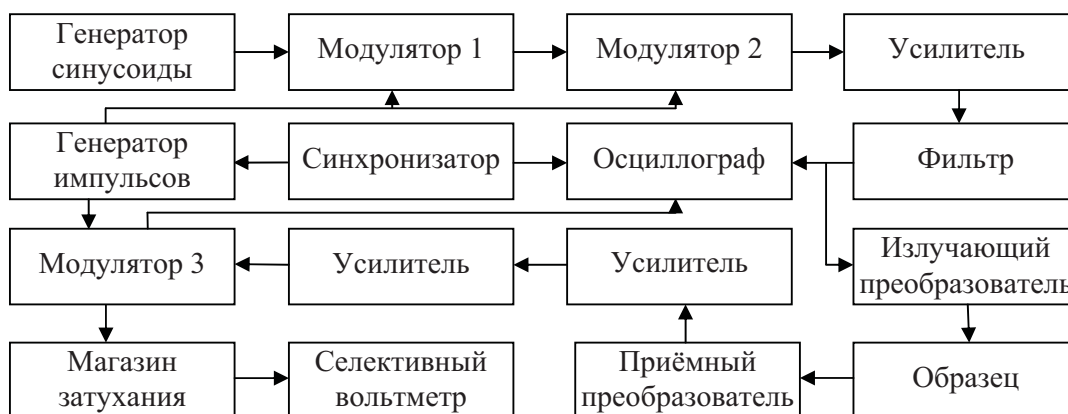 Генератор
синусоиды
Модулятор 1
Модулятор 2
Усилитель
Генератор
импульсов
Синхронизатор
Осциллограф
Фильтр
Модулятор 3
Усилитель
Усилитель
Излучающий
преобразователь
Магазин
затухания
Селективный
вольтметр
Приёмный
преобразователь
Образец